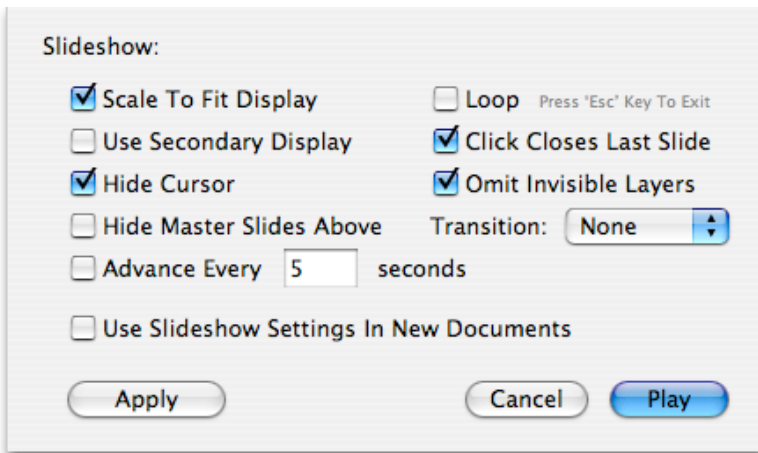 Slideshow:
Scale To Fit Display
Loop Press "Esc" Key To Exit
Use Secondary Display
Click Closes Last Slide
Hide Cursor
Omit Invisible Layers
Hide Master Slides Above
Transition: None
Advance Every 5 seconds
Use Slideshow Settings In New Documents
Apply
Cancel
Play